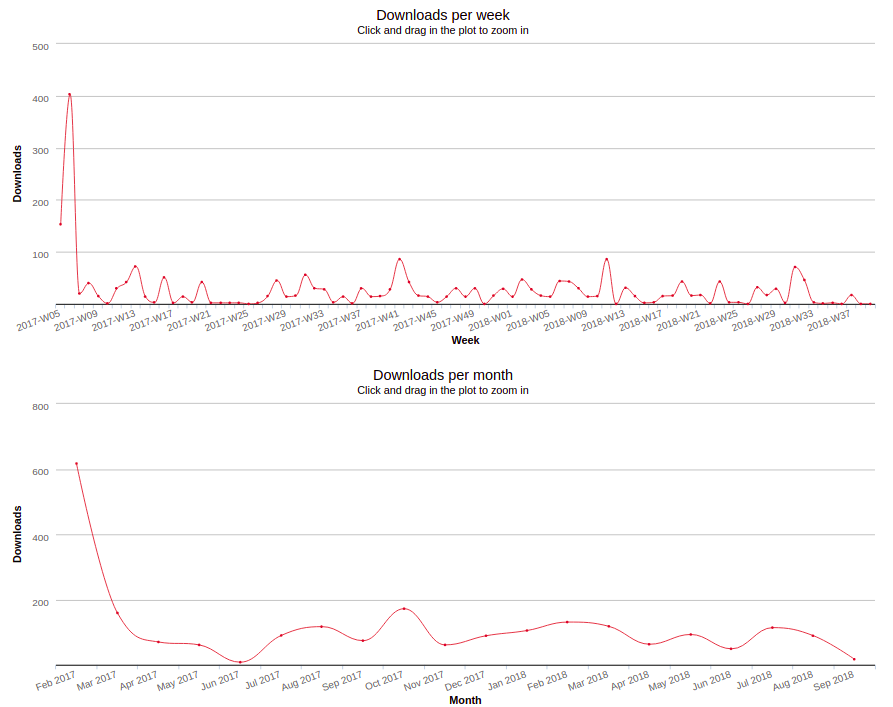 Downloads per week
Click and drag in the plot to zoom in
500
400
300
200
100
Downloads
2017-W05 2017-W09 2017-W13 2017-W17 2017-W21 2017-W25 2017-W29 2017-W33 2017-W37 2017-W41 2017-W45 2017-W49 2018-W01 2018-W05 2018-W09 2018-W13 2018-W17 2018-W21 2018-W25 2018-W29 2018-W33 2018-W37
Week
Downloads per month
Click and drag in the plot to zoom in
800
600
400
200
Downloads
Feb 2017 Mar 2017 Apr 2017 May 2017 Jun 2017 Jul 2017 Aug 2017 Sep 2017 Oct 2017 Nov 2017 Dec 2017 Jan 2018 Feb 2018 Mar 2018 Apr 2018 May 2018 Jun 2018 Jul 2018 Aug 2018 Sep 2018
Month